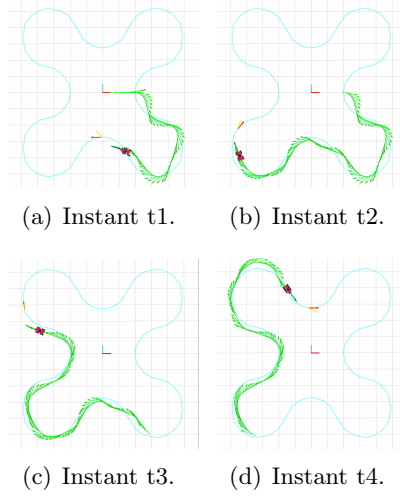 (a) Instant t1.
(b) Instant t2.
(c) Instant t3.
(d) Instant t4.